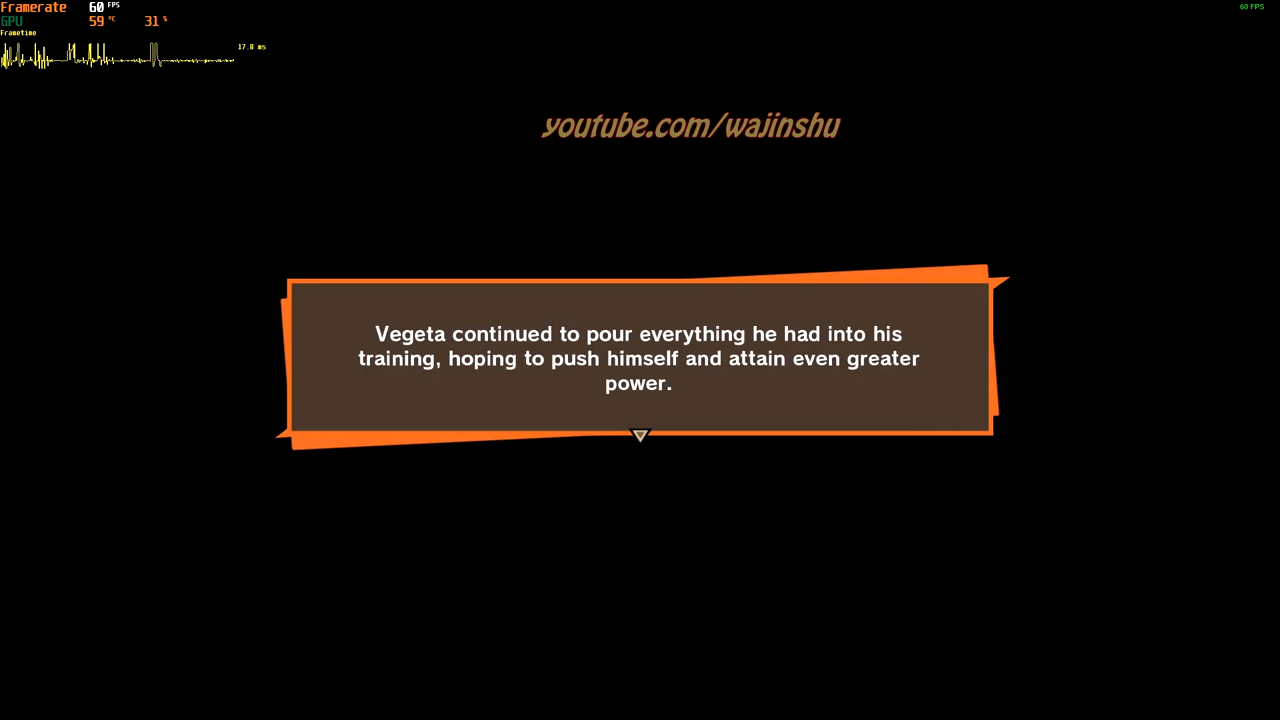 Framerate 60 FPS
60 FPS
GPU 59 °C 31 %
Frametime
17.0 ms
youtube.com/wajinshu
Vegeta continued to pour everything he had into his
training, hoping to push himself and attain even greater
power.